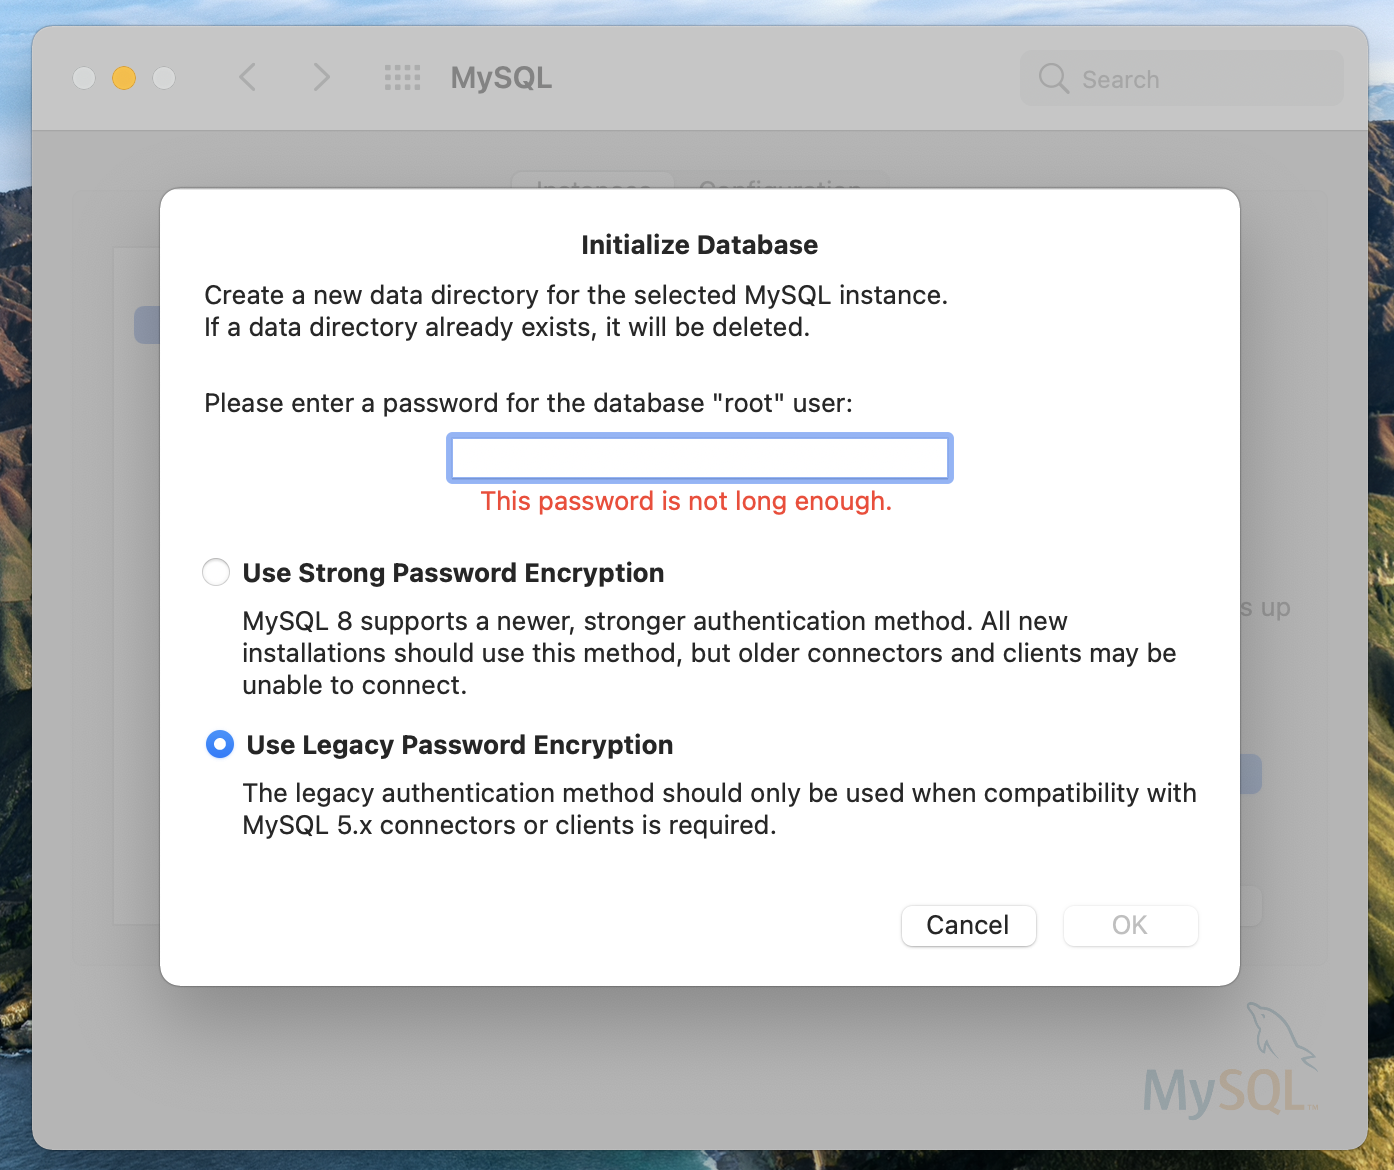 MySQL
Search
Instances Configuration
Initialize Database
Create a new data directory for the selected MySQL instance.
If a data directory already exists, it will be deleted.
Please enter a password for the database "root" user:
This password is not long enough.
Use Strong Password Encryption
MySQL 8 supports a newer, stronger authentication method. All new
installations should use this method, but older connectors and clients may be
unable to connect.
s up
Use Legacy Password Encryption
The legacy authentication method should only be used when compatibility with
MySQL 5.x connectors or clients is required.
Cancel
OK
MySQL™